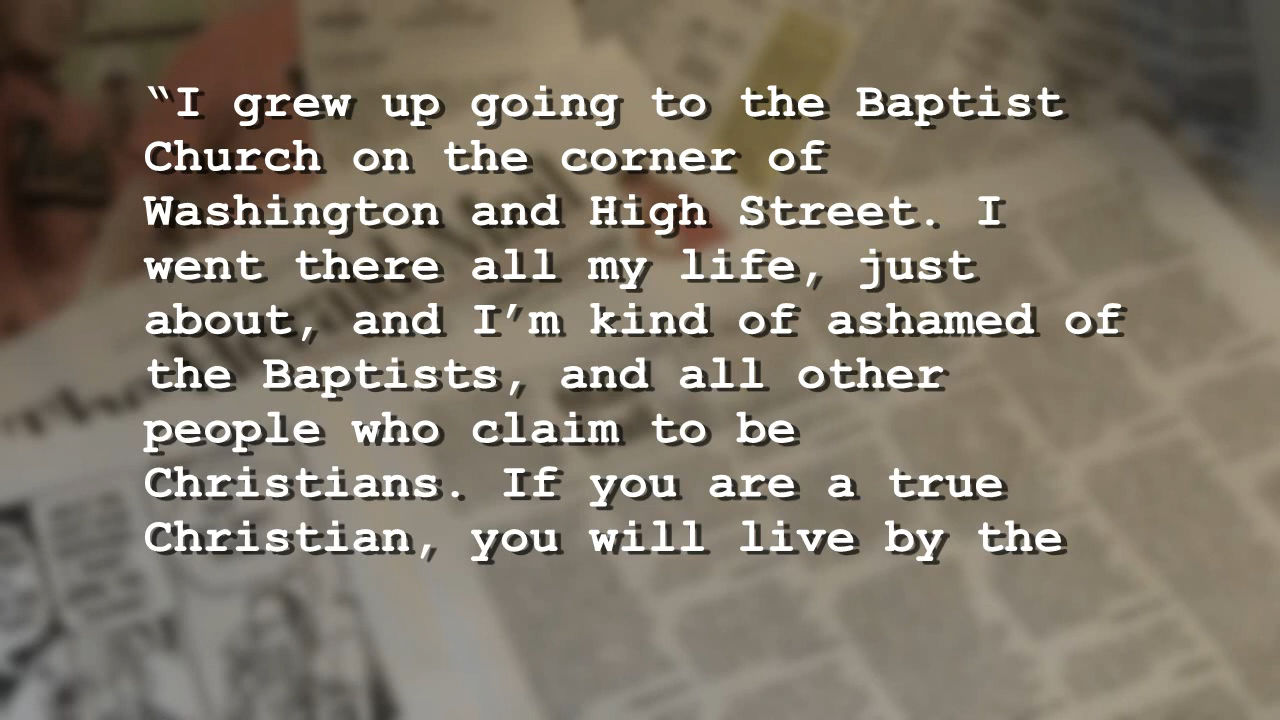 “I grew up going to the Baptist
Church on the corner of
Washington and High Street. I
went there all my life, just
about, and I’m kind of ashamed of
the Baptists, and all other
people who claim to be
Christians. If you are a true
Christian, you will live by the